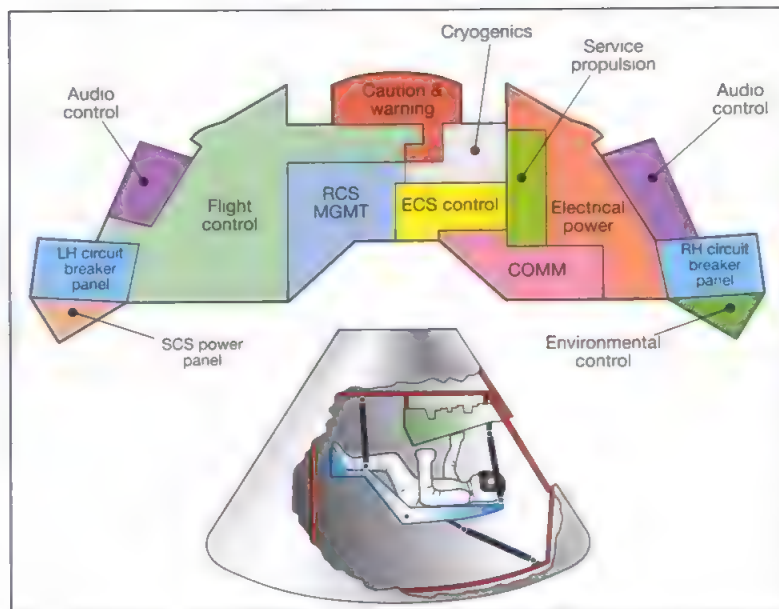 Cryogenics
Service
propulsion
Audio
control
Caution &
warning
Audio
control
Flight
control
RCS
MGMT
ECS control
Electrical
power
LH circuit
breaker
panel
COMM
RH circuit
breaker
panel
SCS power
panel
Environmental
control